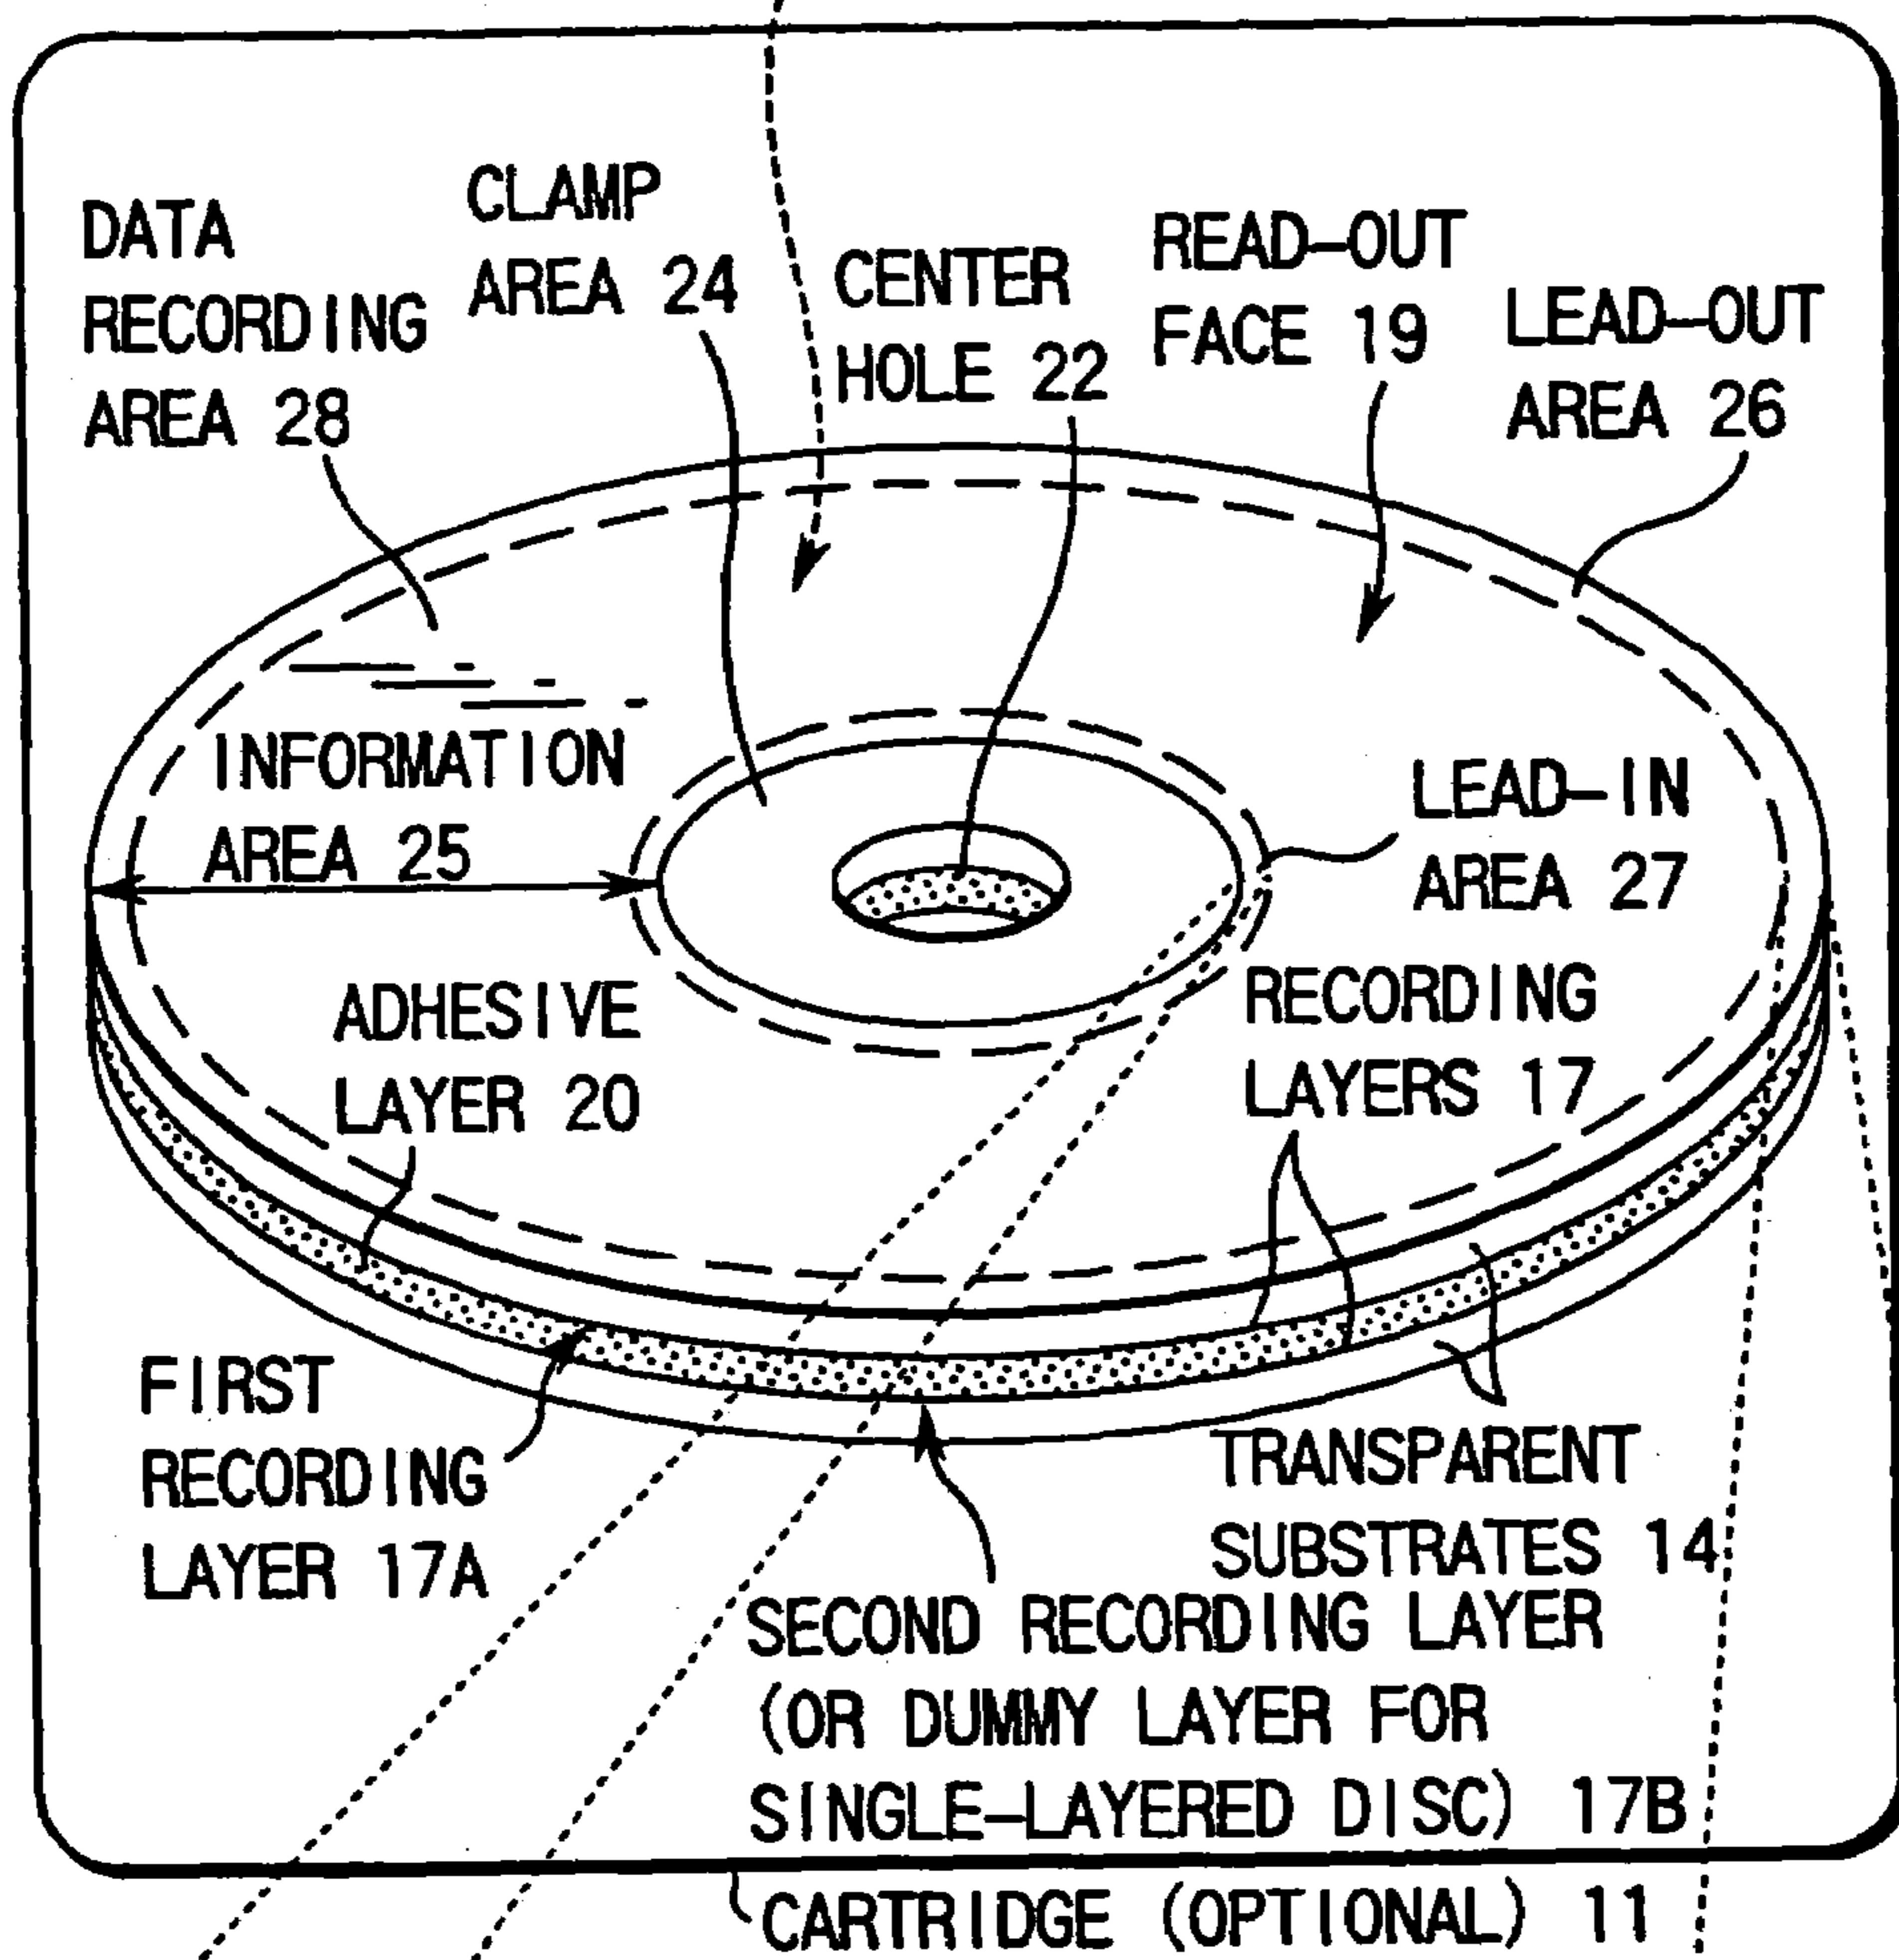 DATA
RECORDING
AREA 28
CLAMP
AREA 24
CENTER
HOLE 22
READ-OUT
FACE 19
LEAD-OUT
AREA 26
INFORMATION
AREA 25
LEAD-IN
AREA 27
ADHESIVE
LAYER 20
RECORDING
LAYERS 17
FIRST
RECORDING
LAYER 17A
TRANSPARENT
SUBSTRATES 14
SECOND RECORDING LAYER
(OR DUMMY LAYER FOR
SINGLE-LAYERED DISC) 17B
CARTRIDGE (OPTIONAL) 11